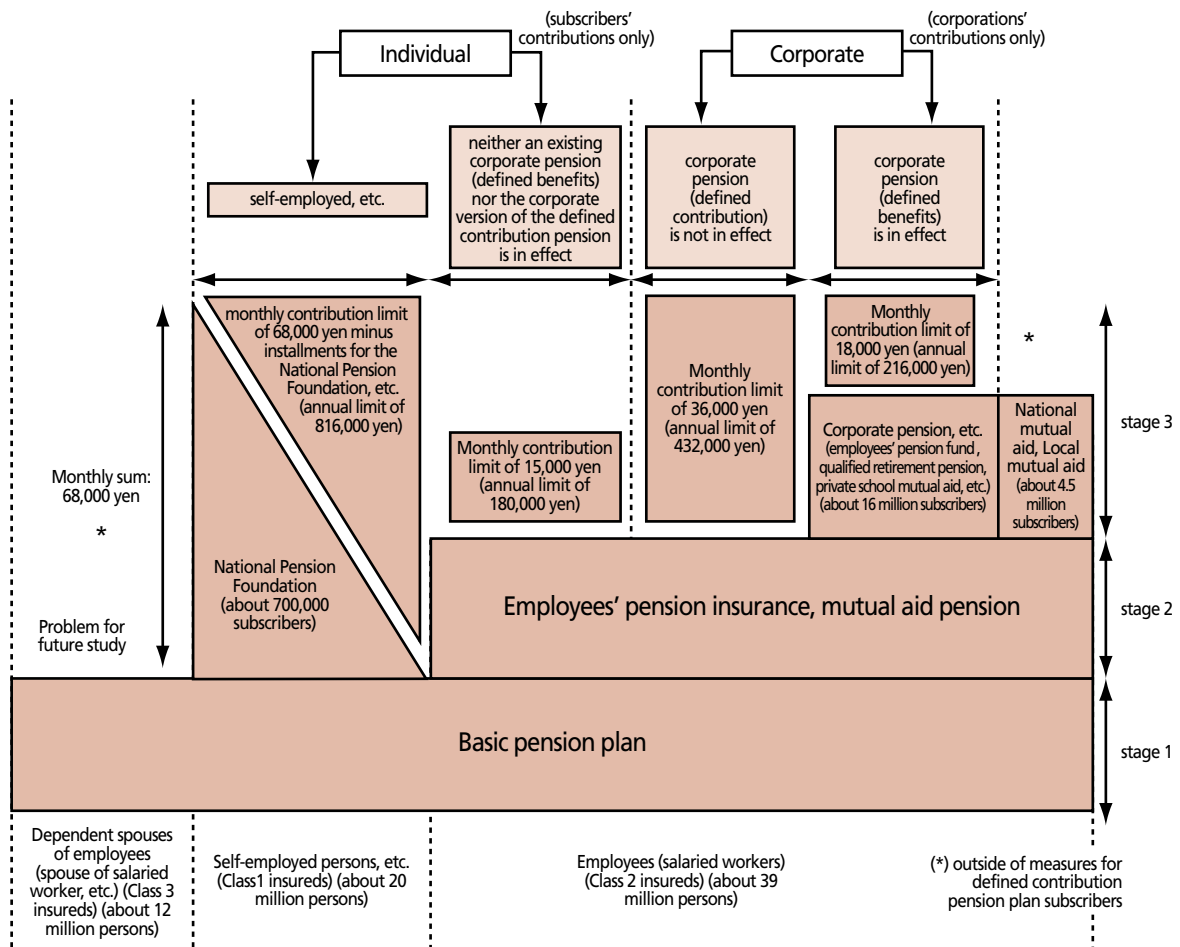 (subscribers'
contributions only)
(corporations'
contributions only)
Individual
Corporate
self-employed, etc.
neither an existing
corporate pension
(defined benefits)
nor the corporate
version of the defined
contribution pension
is in effect
corporate
pension
(defined
contribution)
is not in effect
corporate
pension
(defined
benefits)
is in effect
monthly contribution limit
of 68,000 yen minus
installments for the
National Pension
Foundation, etc.
(annual limit of
816,000 yen)
Monthly contribution
limit of 15,000 yen
(annual limit of
180,000 yen)
Monthly
contribution limit
of 36,000 yen
(annual limit of
432,000 yen)
Monthly
contribution limit of
18,000 yen (annual
limit of 216,000 yen)
*
Corporate pension, etc.
(employees' pension fund ,
qualified retirement pension,
private school mutual aid, etc.)
(about 16 million subscribers)
National
mutual
aid, Local
mutual aid
(about 4.5
million
subscribers)
stage 3
Monthly sum:
68,000 yen
*
Problem for
future study
National Pension
Foundation
(about 700,000
subscribers)
Employees' pension insurance, mutual aid pension
stage 2
Basic pension plan
stage 1
Dependent spouses
of employees
(spouse of salaried
worker, etc.) (Class 3
insureds) (about 12
million persons)
Self-employed persons, etc.
(Class1 insureds) (about 20
million persons)
Employees (salaried workers)
(Class 2 insureds) (about 39
million persons)
(*) outside of measures for
defined contribution
pension plan subscribers